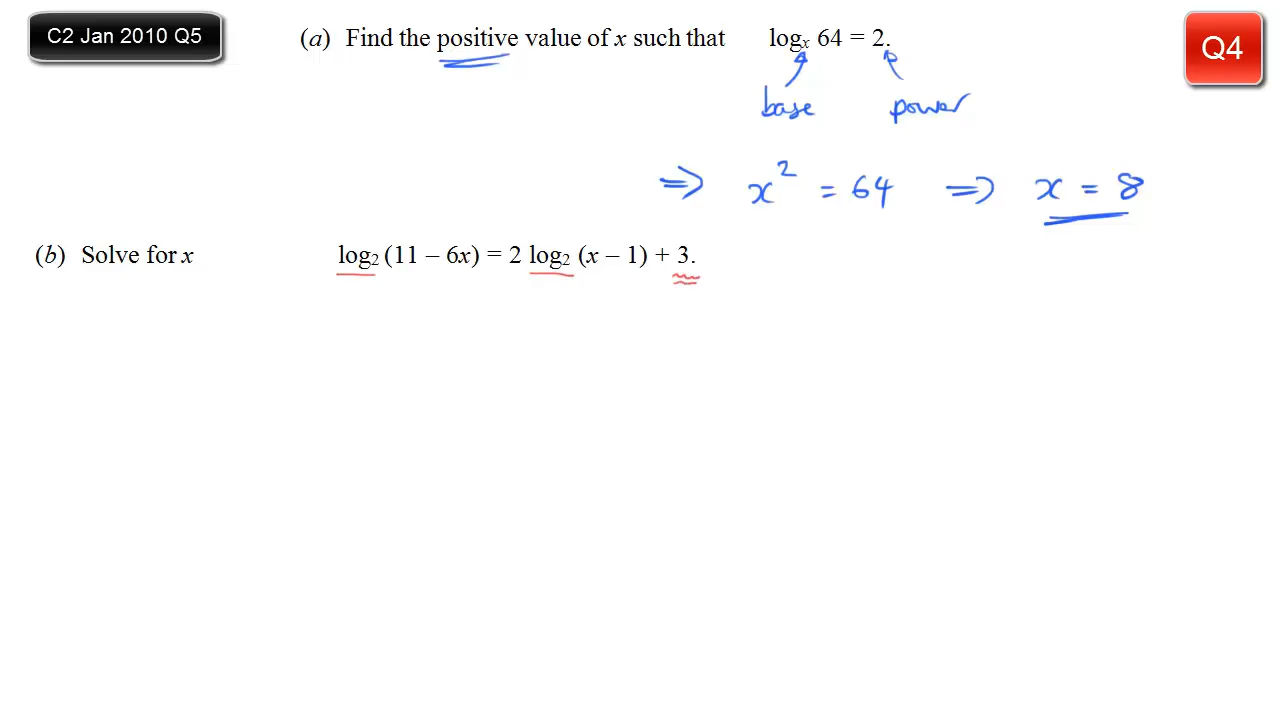 C2 Jan 2010 Q5
(a) Find the positive value of x such that logₓ 64 = 2.
Q4
base power
⇒ x² = 64 ⇒ x = 8
(b) Solve for x log₂ (11 – 6x) = 2 log₂ (x – 1) + 3.